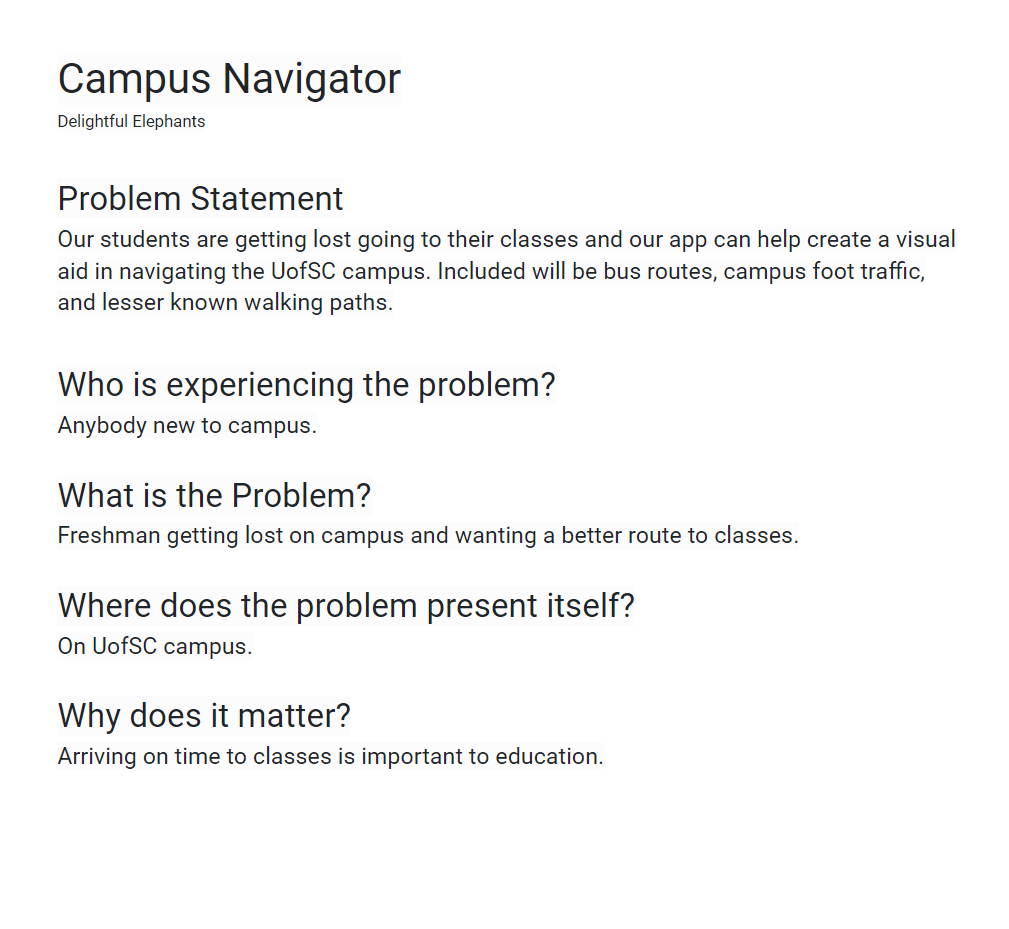 Campus Navigator
Delightful Elephants
Problem Statement
Our students are getting lost going to their classes and our app can help create a visual
aid in navigating the UofSC campus. Included will be bus routes, campus foot traffic,
and lesser known walking paths.
Who is experiencing the problem?
Anybody new to campus.
What is the Problem?
Freshman getting lost on campus and wanting a better route to classes.
Where does the problem present itself?
On UofSC campus.
Why does it matter?
Arriving on time to classes is important to education.